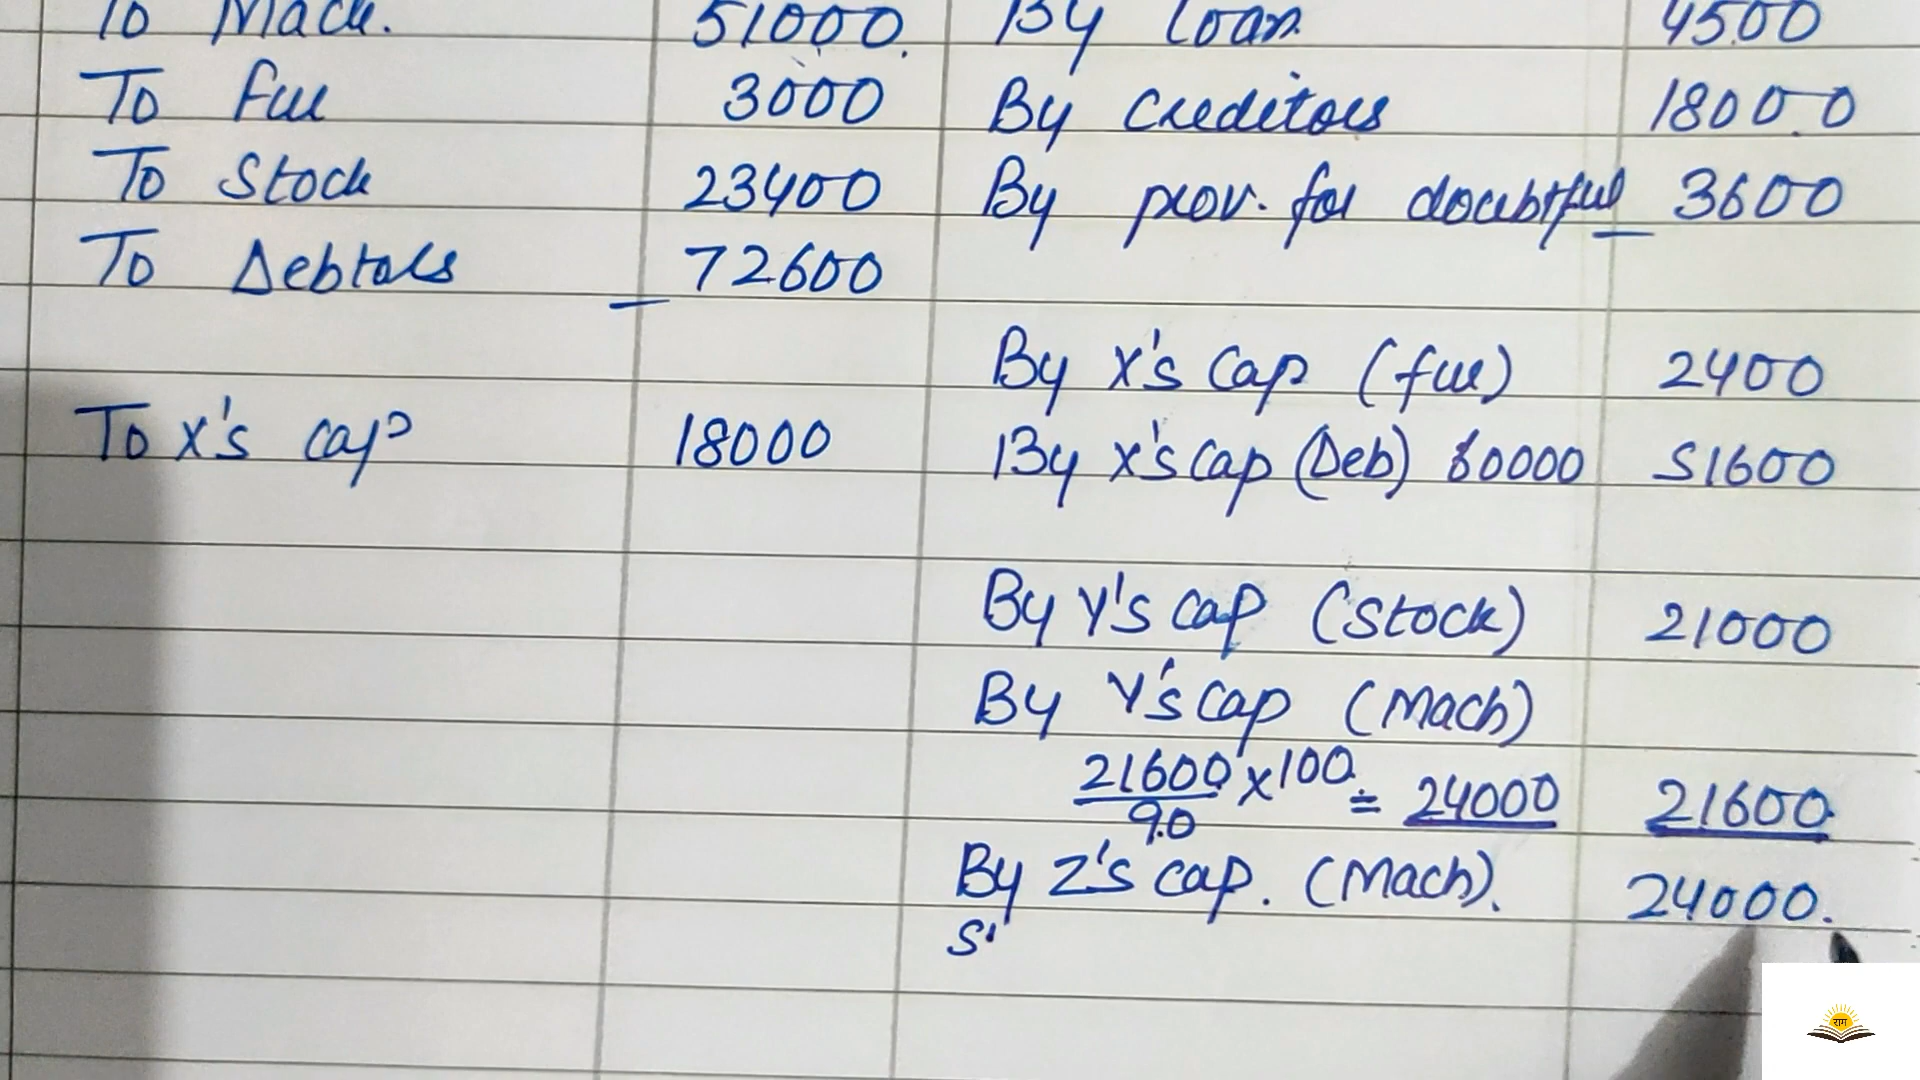 To Mach. 51000. By Loan 4500
To Fur 3000 By Creditors 18000
To Stock 23400 By prov. for doubtful 3600
To Debtors 72600
By X's Cap (fur) 2400
To X's cap 18000 By X's Cap (Deb) 60000 51600
By Y's Cap (Stock) 21000
By Y's Cap (Mach)
21600/90 x100 = 24000 21600
By Z's Cap. (Mach). 24000.
S'
राम